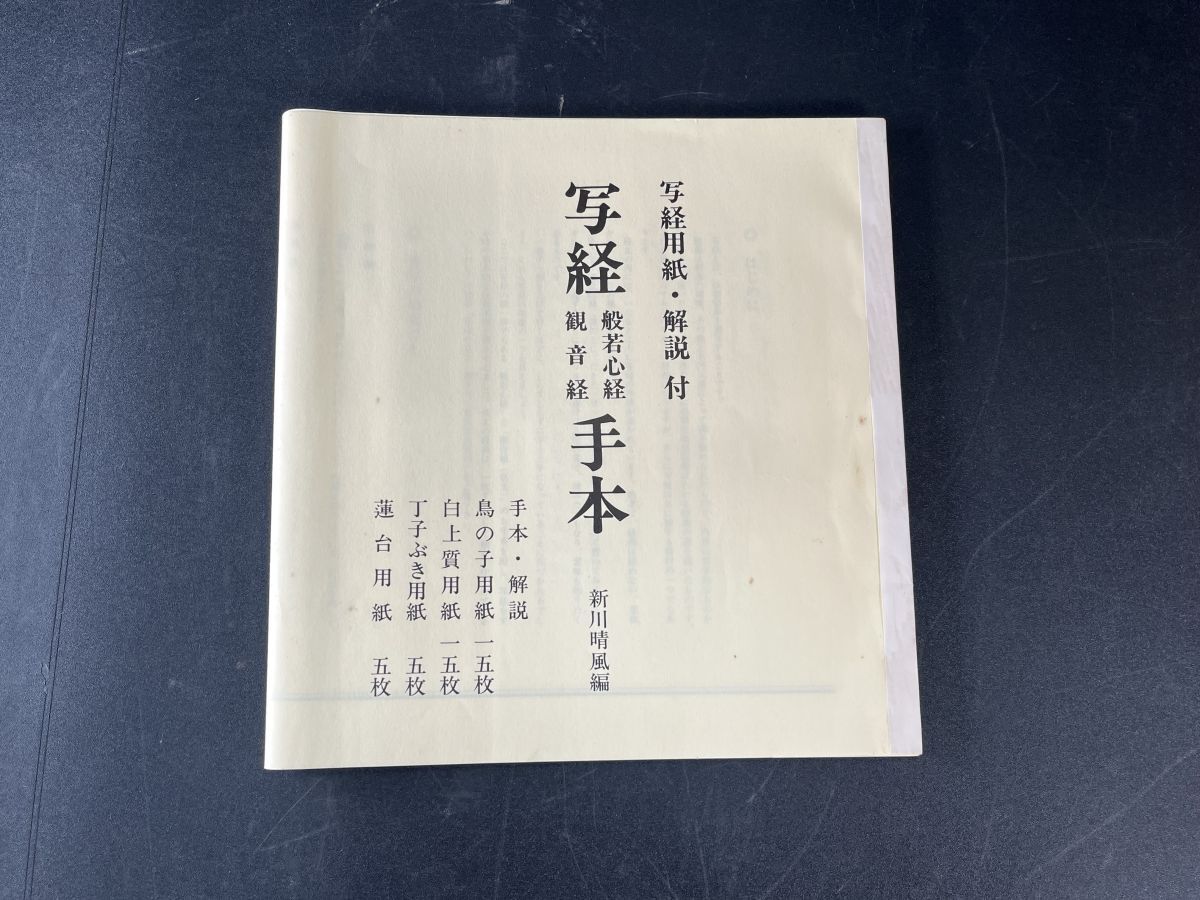 写経用紙・解説 付
写経 般若心経 観音経 手本
新川晴風編
手本・解説
鳥の子用紙 一五枚
白上質用紙 一五枚
丁子ぶき用紙 五枚
蓮台用紙 五枚